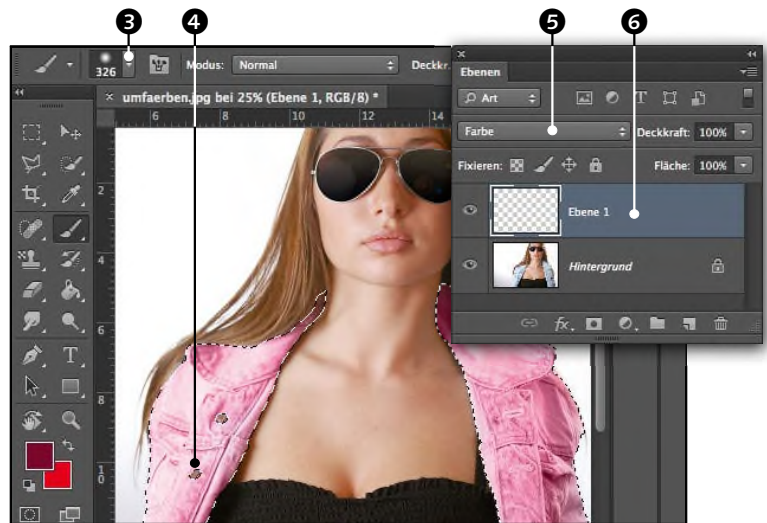 3 4 5 6
326 Modus: Normal Deckkr
× umfaerben.jpg bei 25% (Ebene 1, RGB/8) *
6 8 10 12 14
2
4
6
8
10
Ebenen
Art
Farbe Deckkraft: 100%
Fixieren: Fläche: 100%
Ebene 1
Hintergrund
fx.